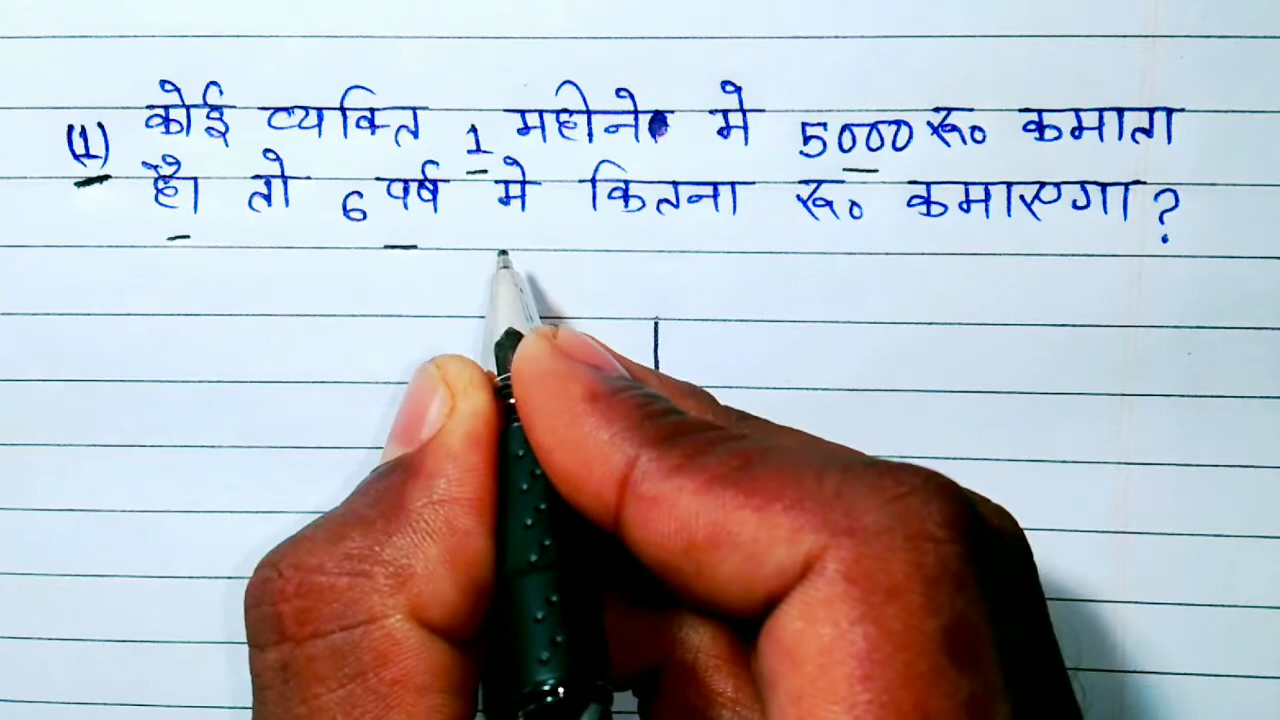 (1) कोई व्यक्ति 1 महीने मे 5000 रू० कमाता
है। तो 6 वर्ष मे कितना रू० कमाएगा?